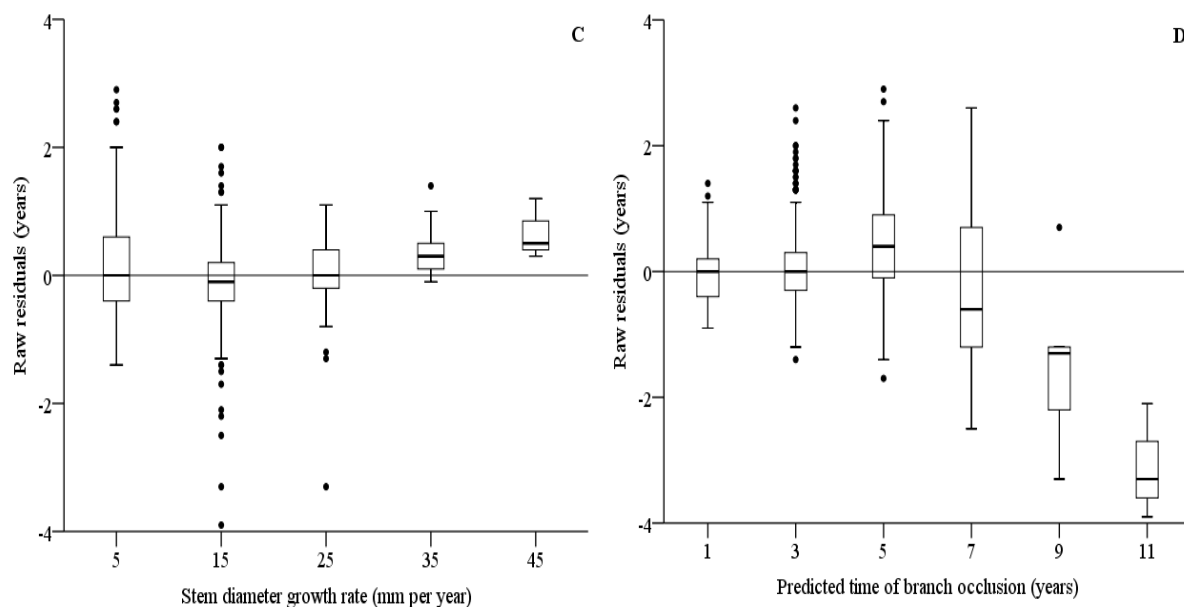 C
Raw residuals (years)
4
2
0
-2
-4
5 15 25 35 45
Stem diameter growth rate (mm per year)
D
Raw residuals (years)
4
2
0
-2
-4
1 3 5 7 9 11
Predicted time of branch occlusion (years)